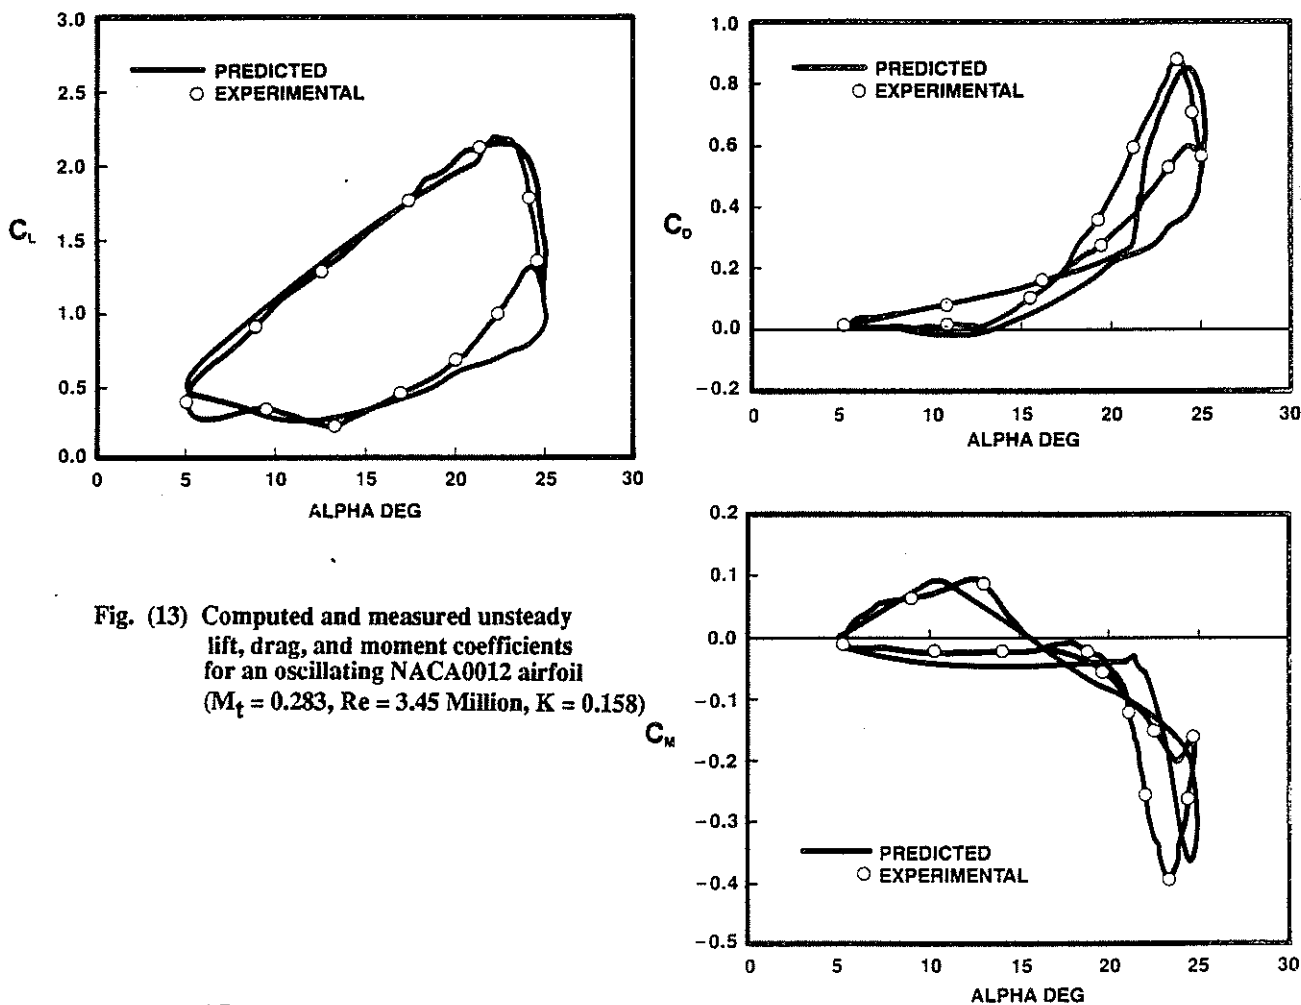 3.0
2.5
2.0
1.5
1.0
0.5
0.0
C_L
PREDICTED
EXPERIMENTAL
0 5 10 15 20 25 30
ALPHA DEG
1.0
0.8
0.6
0.4
0.2
0.0
−0.2
C_D
PREDICTED
EXPERIMENTAL
0 5 10 15 20 25 30
ALPHA DEG
Fig. (13) Computed and measured unsteady
lift, drag, and moment coefficients
for an oscillating NACA0012 airfoil
(M_t = 0.283, Re = 3.45 Million, K = 0.158)
0.2
0.1
0.0
−0.1
−0.2
−0.3
−0.4
−0.5
C_M
PREDICTED
EXPERIMENTAL
0 5 10 15 20 25 30
ALPHA DEG